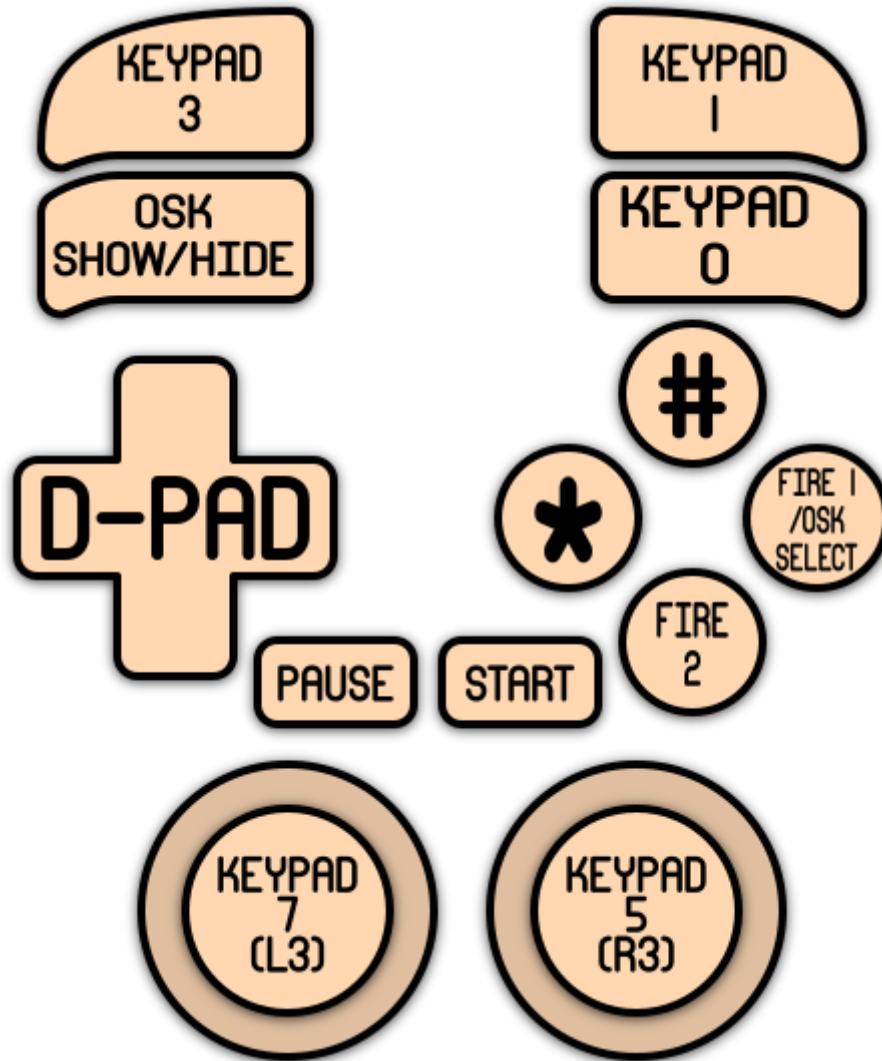 KEYPAD
3
KEYPAD
1
OSK
SHOW/HIDE
KEYPAD
0
#
*
D-PAD
FIRE 1
/OSK
SELECT
FIRE
2
PAUSE
START
KEYPAD
7
(L3)
KEYPAD
5
(R3)